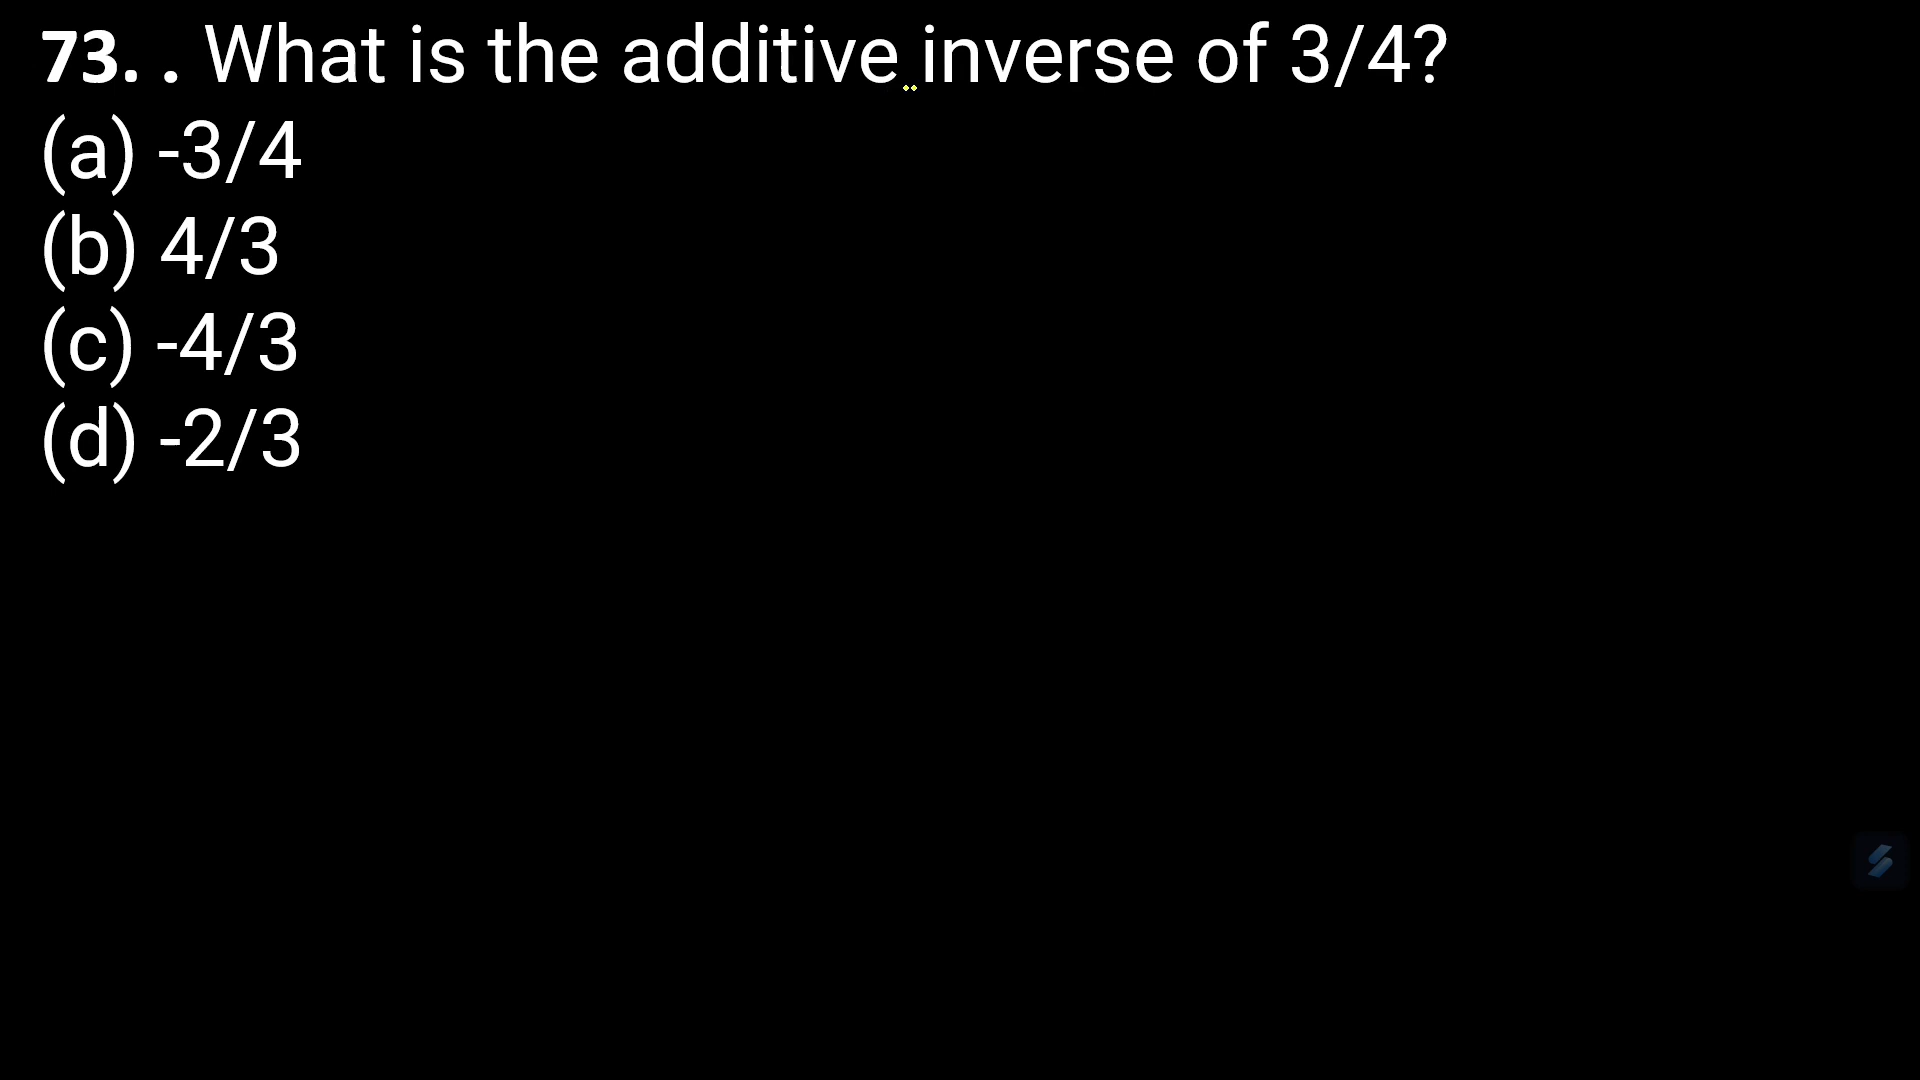 73. . What is the additive inverse of 3/4?
(a) -3/4
(b) 4/3
(c) -4/3
(d) -2/3